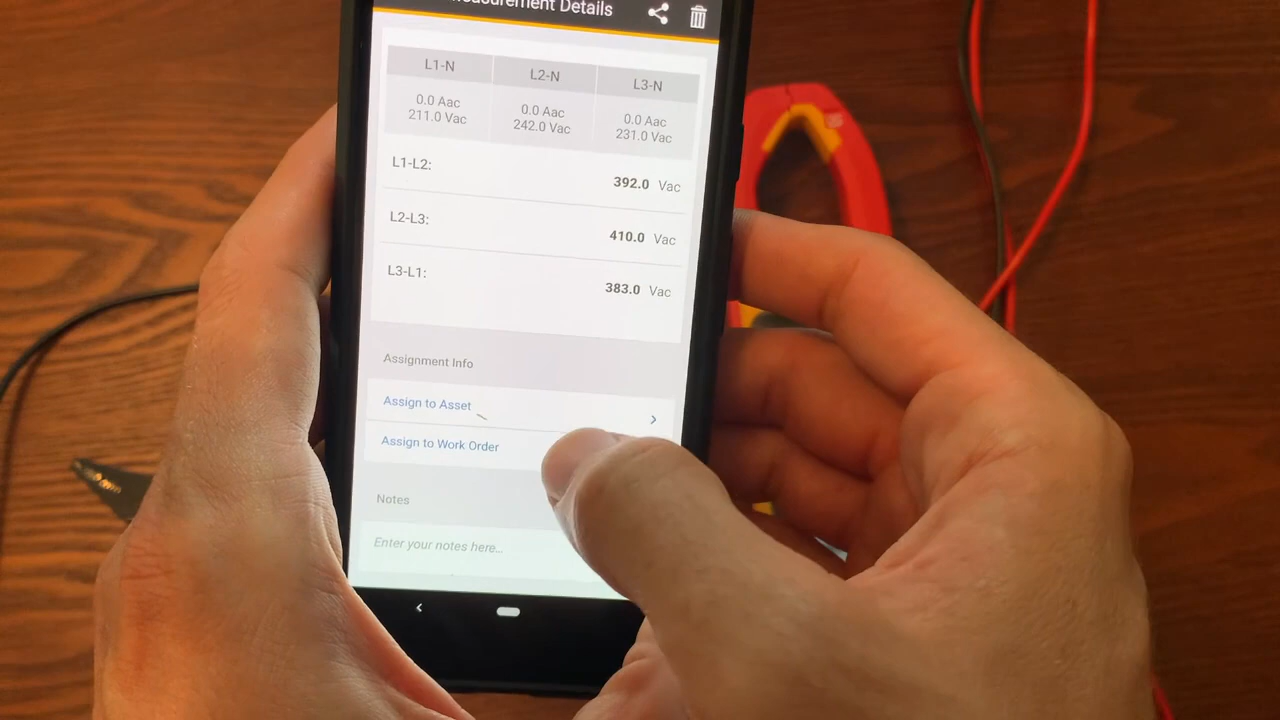 Measurement Details
L1-N L2-N L3-N
0.0 Aac 0.0 Aac 0.0 Aac
211.0 Vac 242.0 Vac 231.0 Vac
L1-L2:
392.0 Vac
L2-L3:
410.0 Vac
L3-L1:
383.0 Vac
Assignment Info
Assign to Asset
Assign to Work Order
Notes
Enter your notes here...